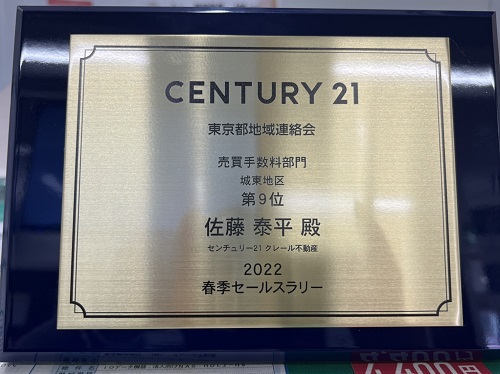 CENTURY 21
東京都地域連絡会
売買手数料部門
城東地区
第9位
佐藤 泰平 殿
センチュリー21 クレール不動産
2022
春季セールスラリー